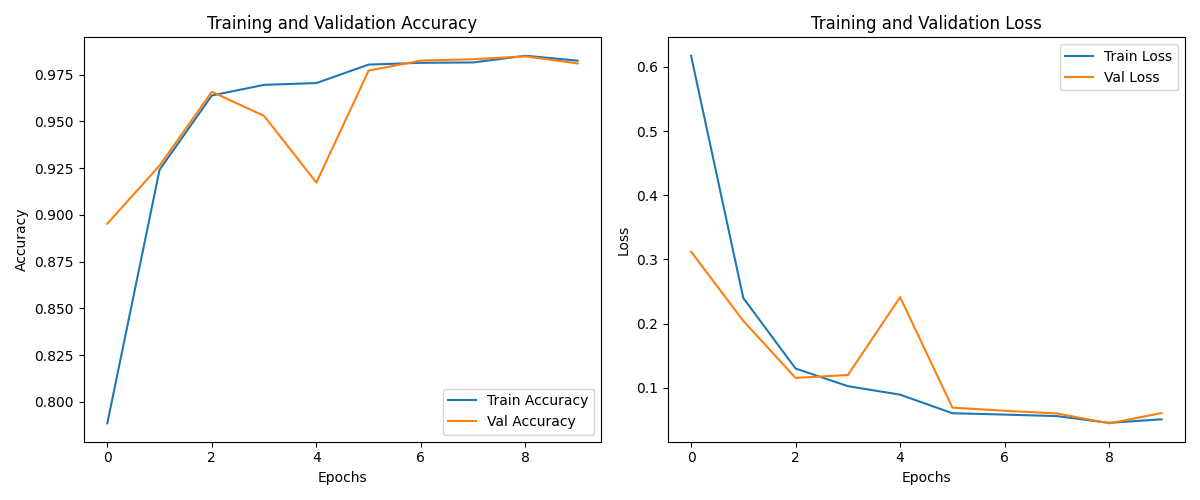 Training and Validation Accuracy
Accuracy
0.975
0.950
0.925
0.900
0.875
0.850
0.825
0.800
0
2
4
6
8
Epochs
Train Accuracy
Val Accuracy
Training and Validation Loss
Loss
0.6
0.5
0.4
0.3
0.2
0.1
0
2
4
6
8
Epochs
Train Loss
Val Loss